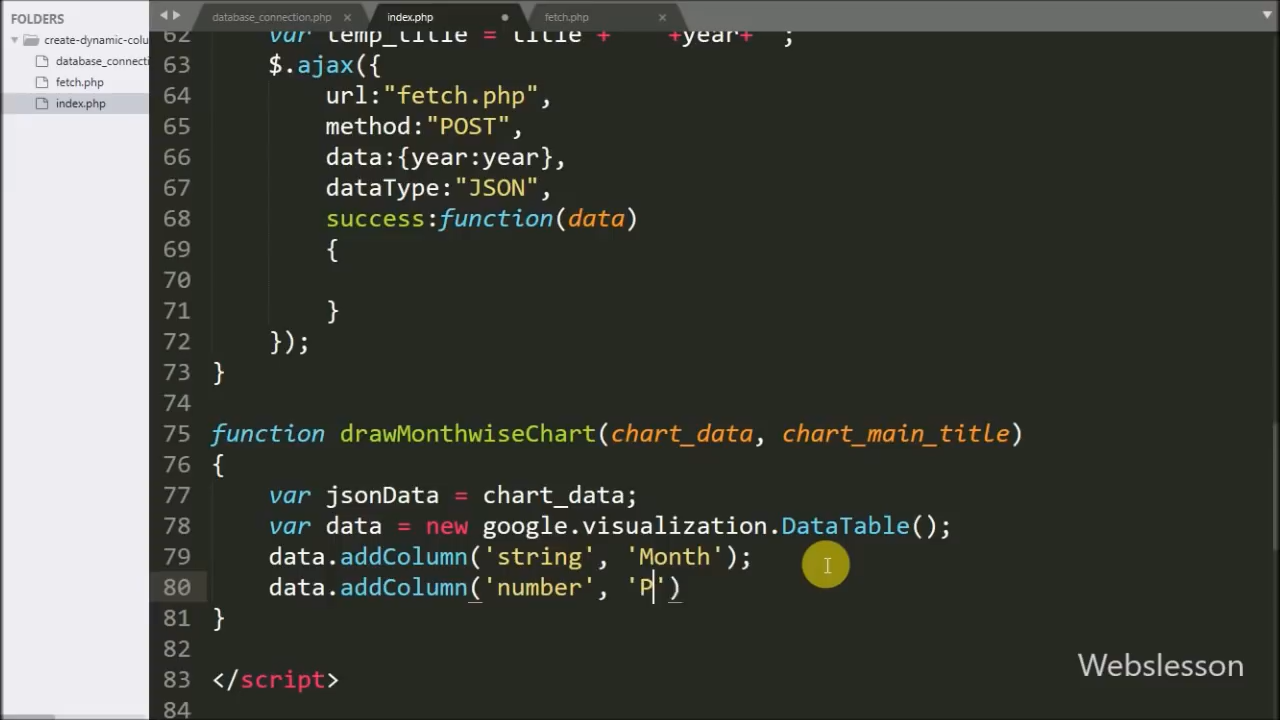 FOLDERS
create-dynamic-colu
database_connecti
fetch.php
index.php
database_connection.php
index.php
fetch.php
62 var temp_title = title + +year+ ;
63 $.ajax({
64 url:"fetch.php",
65 method:"POST",
66 data:{year:year},
67 dataType:"JSON",
68 success:function(data)
69 {
70
71 }
72 });
73 }
74
75 function drawMonthwiseChart(chart_data, chart_main_title)
76 {
77 var jsonData = chart_data;
78 var data = new google.visualization.DataTable();
79 data.addColumn('string', 'Month');
80 data.addColumn('number', 'P')
81 }
82
83 </script>
84
Webslesson